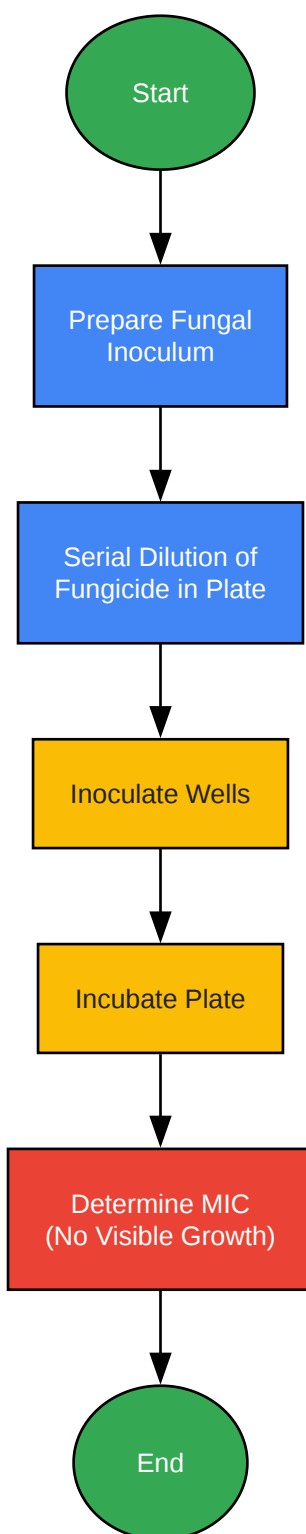 Start
Prepare Fungal
Inoculum
Serial Dilution of
Fungicide in Plate
Inoculate Wells
Incubate Plate
Determine MIC
(No Visible Growth)
End